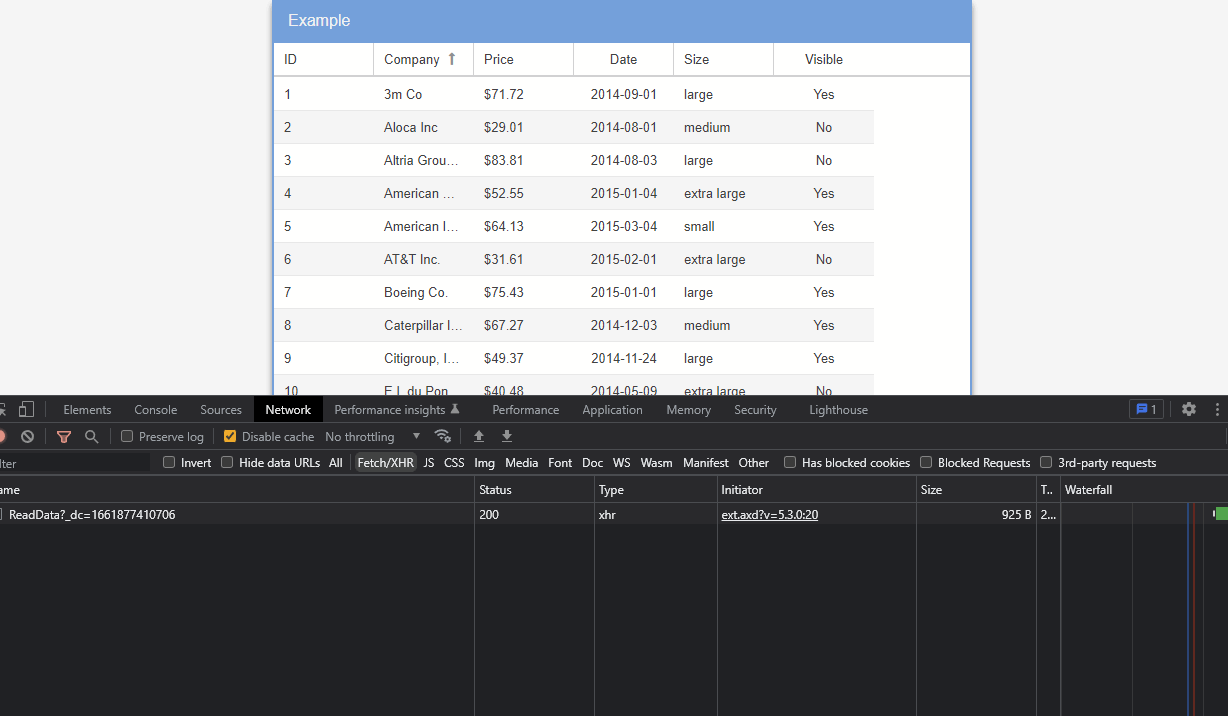 Example
ID Company Price Date Size Visible
1 3m Co $71.72 2014-09-01 large Yes
2 Aloca Inc $29.01 2014-08-01 medium No
3 Altria Grou… $83.81 2014-08-03 large No
4 American … $52.55 2015-01-04 extra large Yes
5 American I… $64.13 2015-03-04 small Yes
6 AT&T Inc. $31.61 2015-02-01 extra large No
7 Boeing Co. $75.43 2015-01-01 large Yes
8 Caterpillar I… $67.27 2014-12-03 medium Yes
9 Citigroup, I… $49.37 2014-11-24 large Yes
10 E.I. du Pon… $40.48 2014-05-09 extra large No
Elements Console Sources Network Performance insights Performance Application Memory Security Lighthouse 1
Preserve log Disable cache No throttling
lter Invert Hide data URLs All Fetch/XHR JS CSS Img Media Font Doc WS Wasm Manifest Other Has blocked cookies Blocked Requests 3rd-party requests
ame Status Type Initiator Size T.. Waterfall
ReadData?_dc=1661877410706 200 xhr ext.axd?v=5.3.0:20 925 B 2...